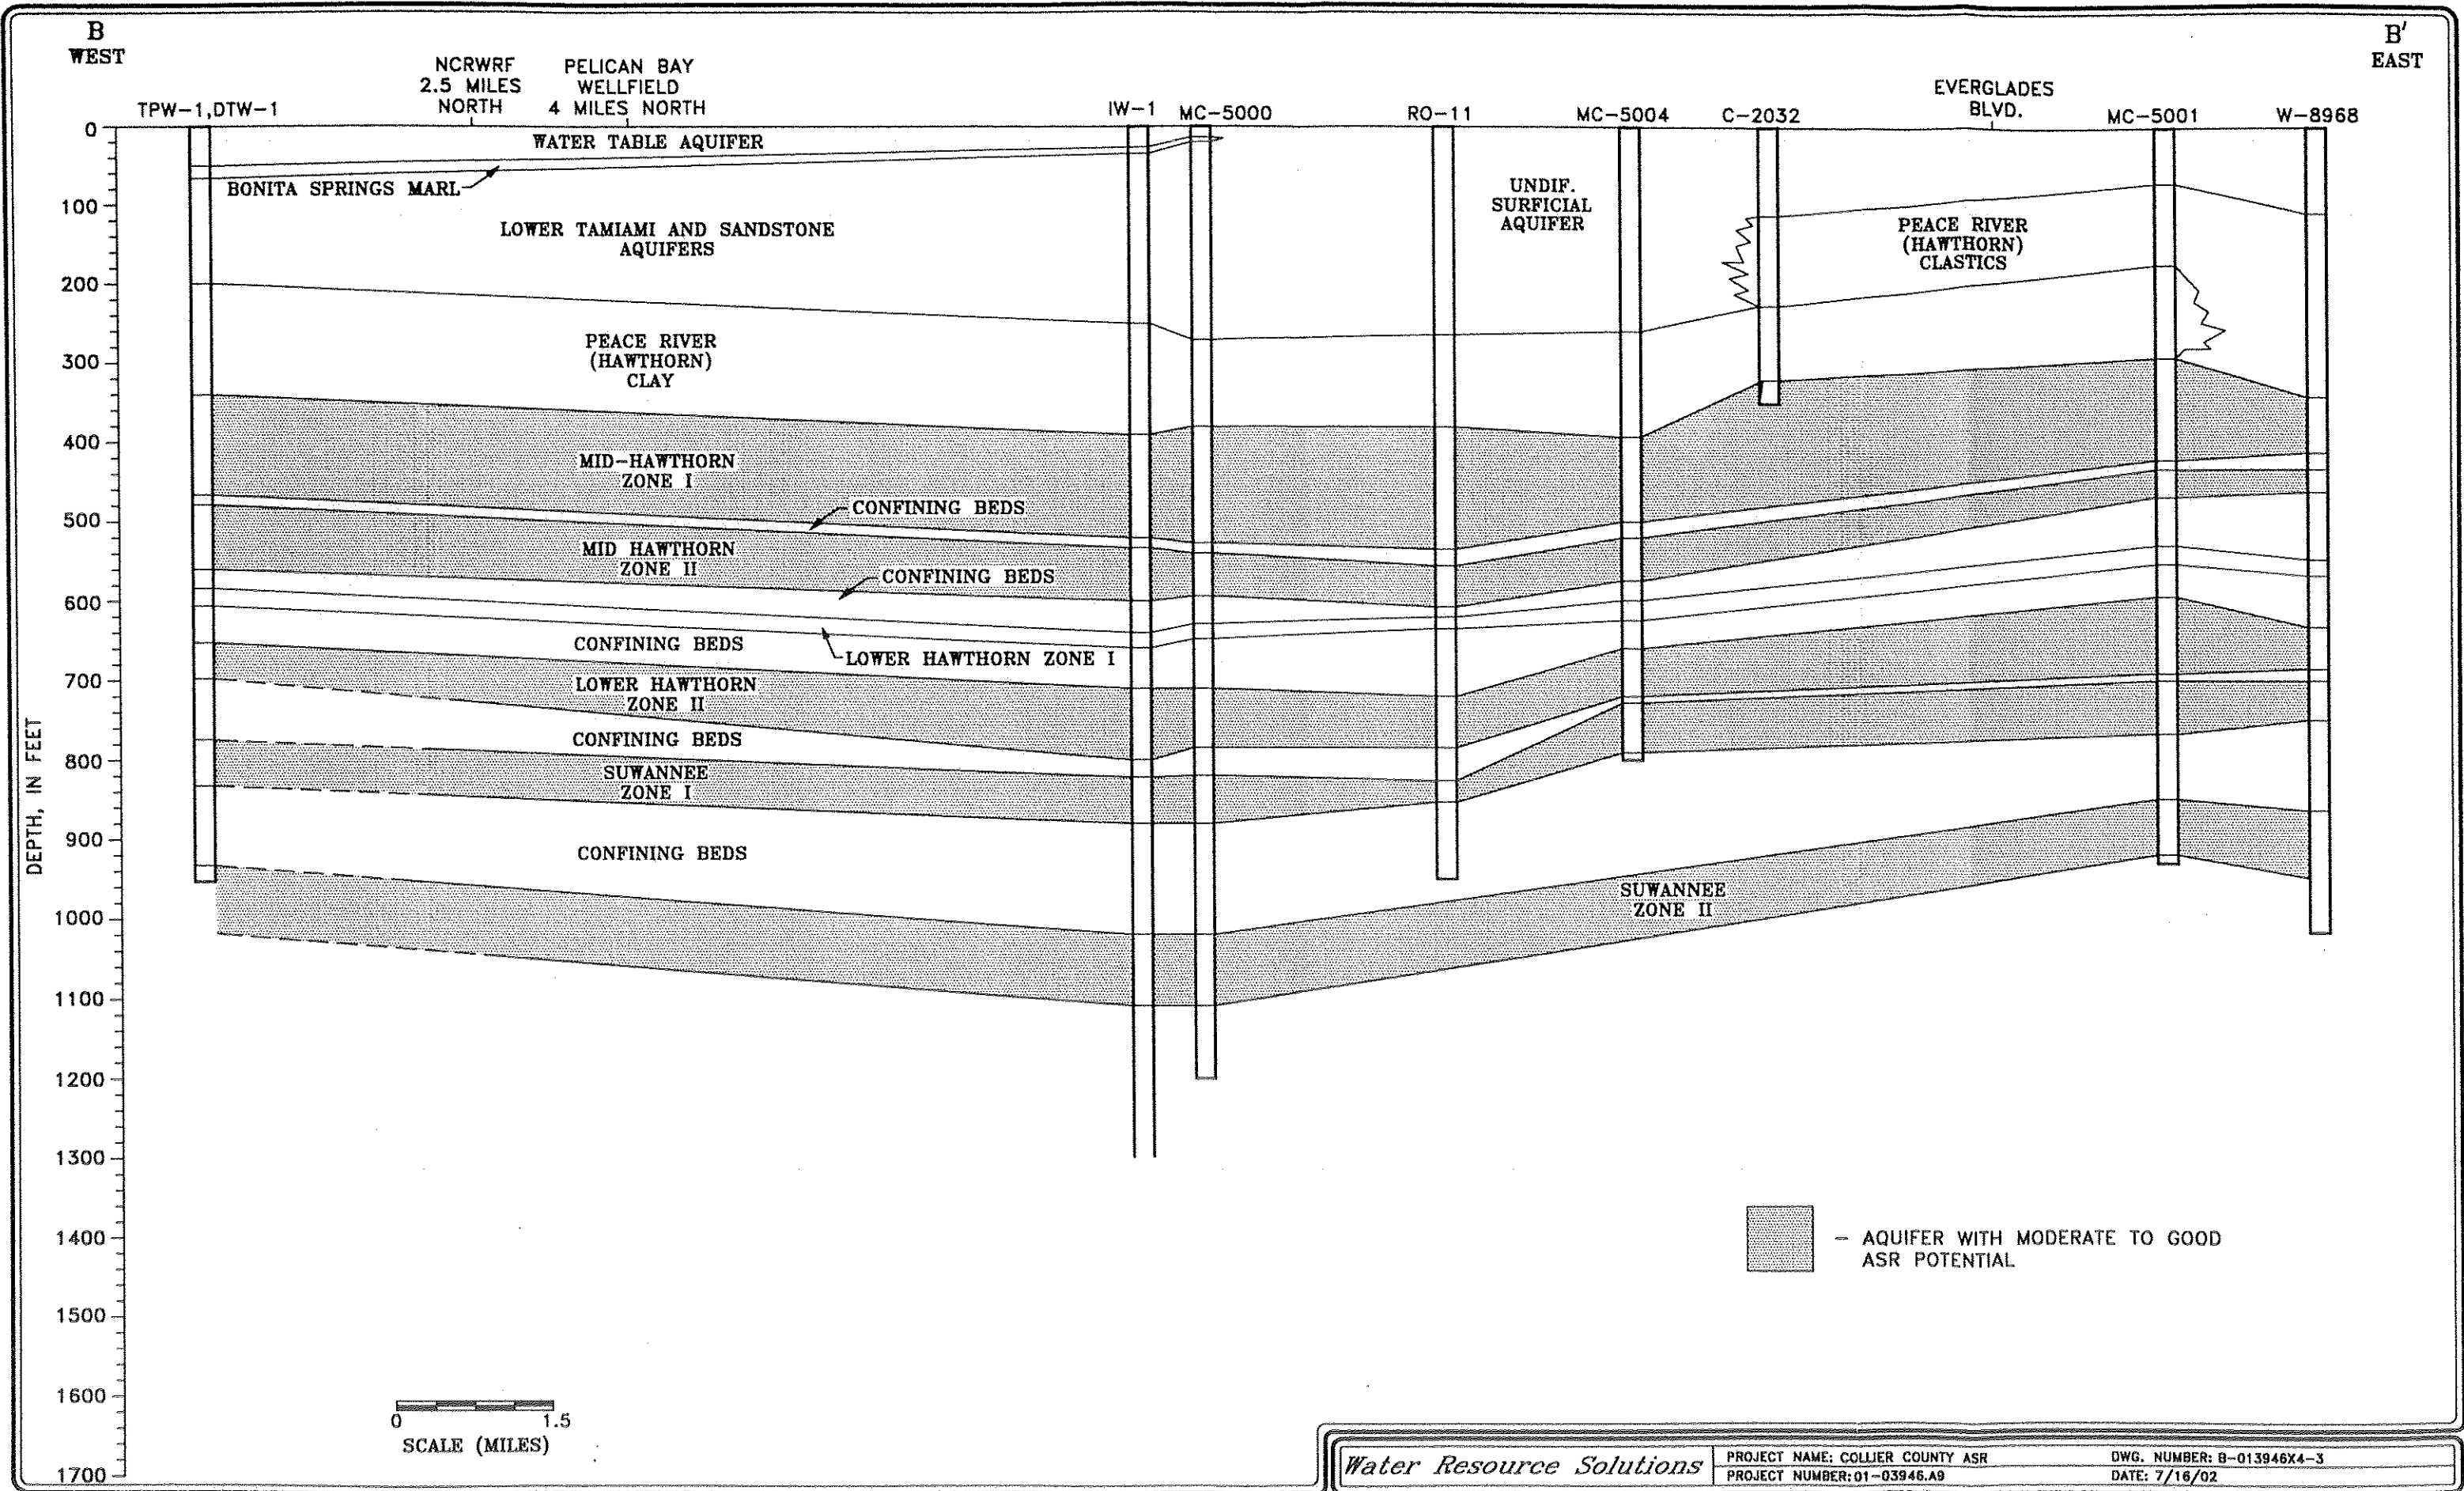 B
WEST
B'
EAST
NCRWRF
2.5 MILES
NORTH
PELICAN BAY
WELLFIELD
4 MILES NORTH
EVERGLADES
BLVD.
TPW-1,DTW-1
IW-1
MC-5000
RO-11
MC-5004
C-2032
MC-5001
W-8968
0
100
200
300
400
500
600
700
800
900
1000
1100
1200
1300
1400
1500
1600
1700
DEPTH, IN FEET
WATER TABLE AQUIFER
BONITA SPRINGS MARL
LOWER TAMIAMI AND SANDSTONE
AQUIFERS
UNDIF.
SURFICIAL
AQUIFER
PEACE RIVER
(HAWTHORN)
CLASTICS
PEACE RIVER
(HAWTHORN)
CLAY
MID-HAWTHORN
ZONE I
CONFINING BEDS
MID HAWTHORN
ZONE II
CONFINING BEDS
CONFINING BEDS
LOWER HAWTHORN ZONE I
LOWER HAWTHORN
ZONE II
CONFINING BEDS
SUWANNEE
ZONE I
CONFINING BEDS
SUWANNEE
ZONE II
- AQUIFER WITH MODERATE TO GOOD
ASR POTENTIAL
0 1.5
SCALE (MILES)
Water Resource Solutions
PROJECT NAME: COLLIER COUNTY ASR
DWG. NUMBER: B-013946X4-3
PROJECT NUMBER:01-03946.A9
DATE: 7/16/02